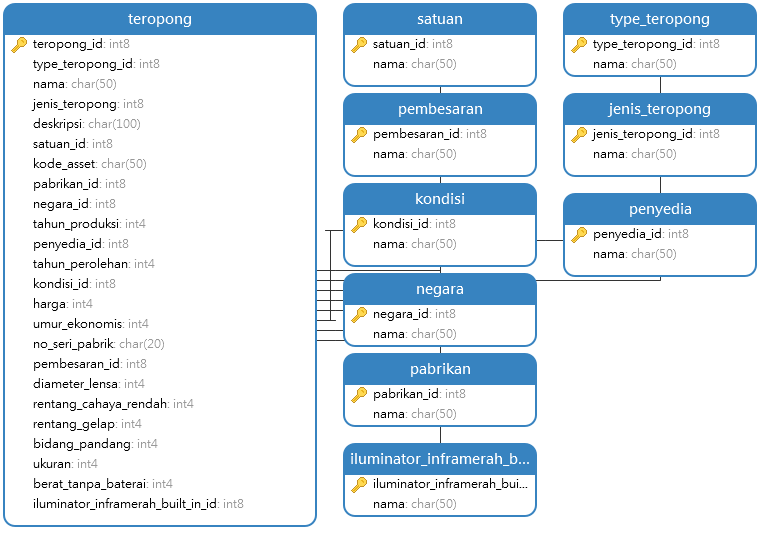 teropong
teropong_id: int8
type_teropong_id: int8
nama: char(50)
jenis_teropong: int8
deskripsi: char(100)
satuan_id: int8
kode_asset: char(50)
pabrikan_id: int8
negara_id: int8
tahun_produksi: int4
penyedia_id: int8
tahun_perolehan: int4
kondisi_id: int8
harga: int4
umur_ekonomis: int4
no_seri_pabrik: char(20)
pembesaran_id: int8
diameter_lensa: int4
rentang_cahaya_rendah: int4
rentang_gelap: int4
bidang_pandang: int4
ukuran: int4
berat_tanpa_baterai: int4
iluminator_inframerah_built_in_id: int8
satuan
satuan_id: int8
nama: char(50)
pembesaran
pembesaran_id: int8
nama: char(50)
kondisi
kondisi_id: int8
nama: char(50)
negara
negara_id: int8
nama: char(50)
pabrikan
pabrikan_id: int8
nama: char(50)
iluminator_inframerah_b...
iluminator_inframerah_bui...
nama: char(50)
type_teropong
type_teropong_id: int8
nama: char(50)
jenis_teropong
jenis_teropong_id: int8
nama: char(50)
penyedia
penyedia_id: int8
nama: char(50)